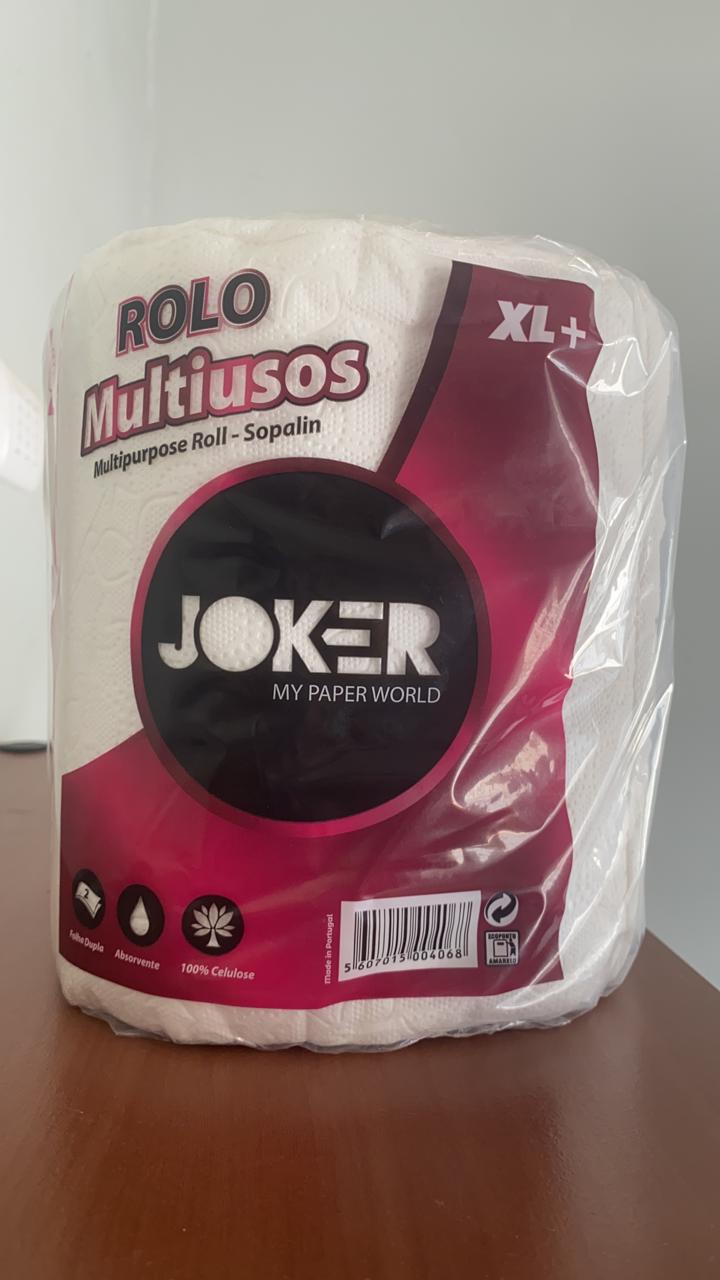 ROLO
Multiusos
Multipurpose Roll - Sopalin
XL+
JOKER
MY PAPER WORLD
2
Folha Dupla
Absorvente
100% Celulose
Made in Portugal
5 607015 004068
ECOPONTO
AMARELO